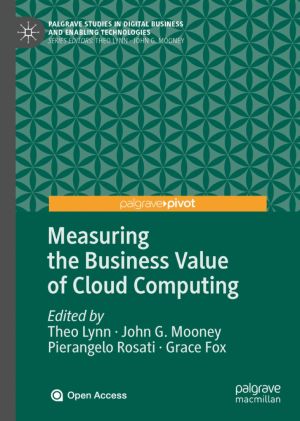 PALGRAVE STUDIES IN DIGITAL BUSINESS
AND ENABLING TECHNOLOGIES
SERIES EDITORS: THEO LYNN · JOHN G. MOONEY
palgrave pivot
Measuring
the Business Value
of Cloud Computing
Edited by
Theo Lynn · John G. Mooney
Pierangelo Rosati · Grace Fox
Open Access
palgrave
macmillan